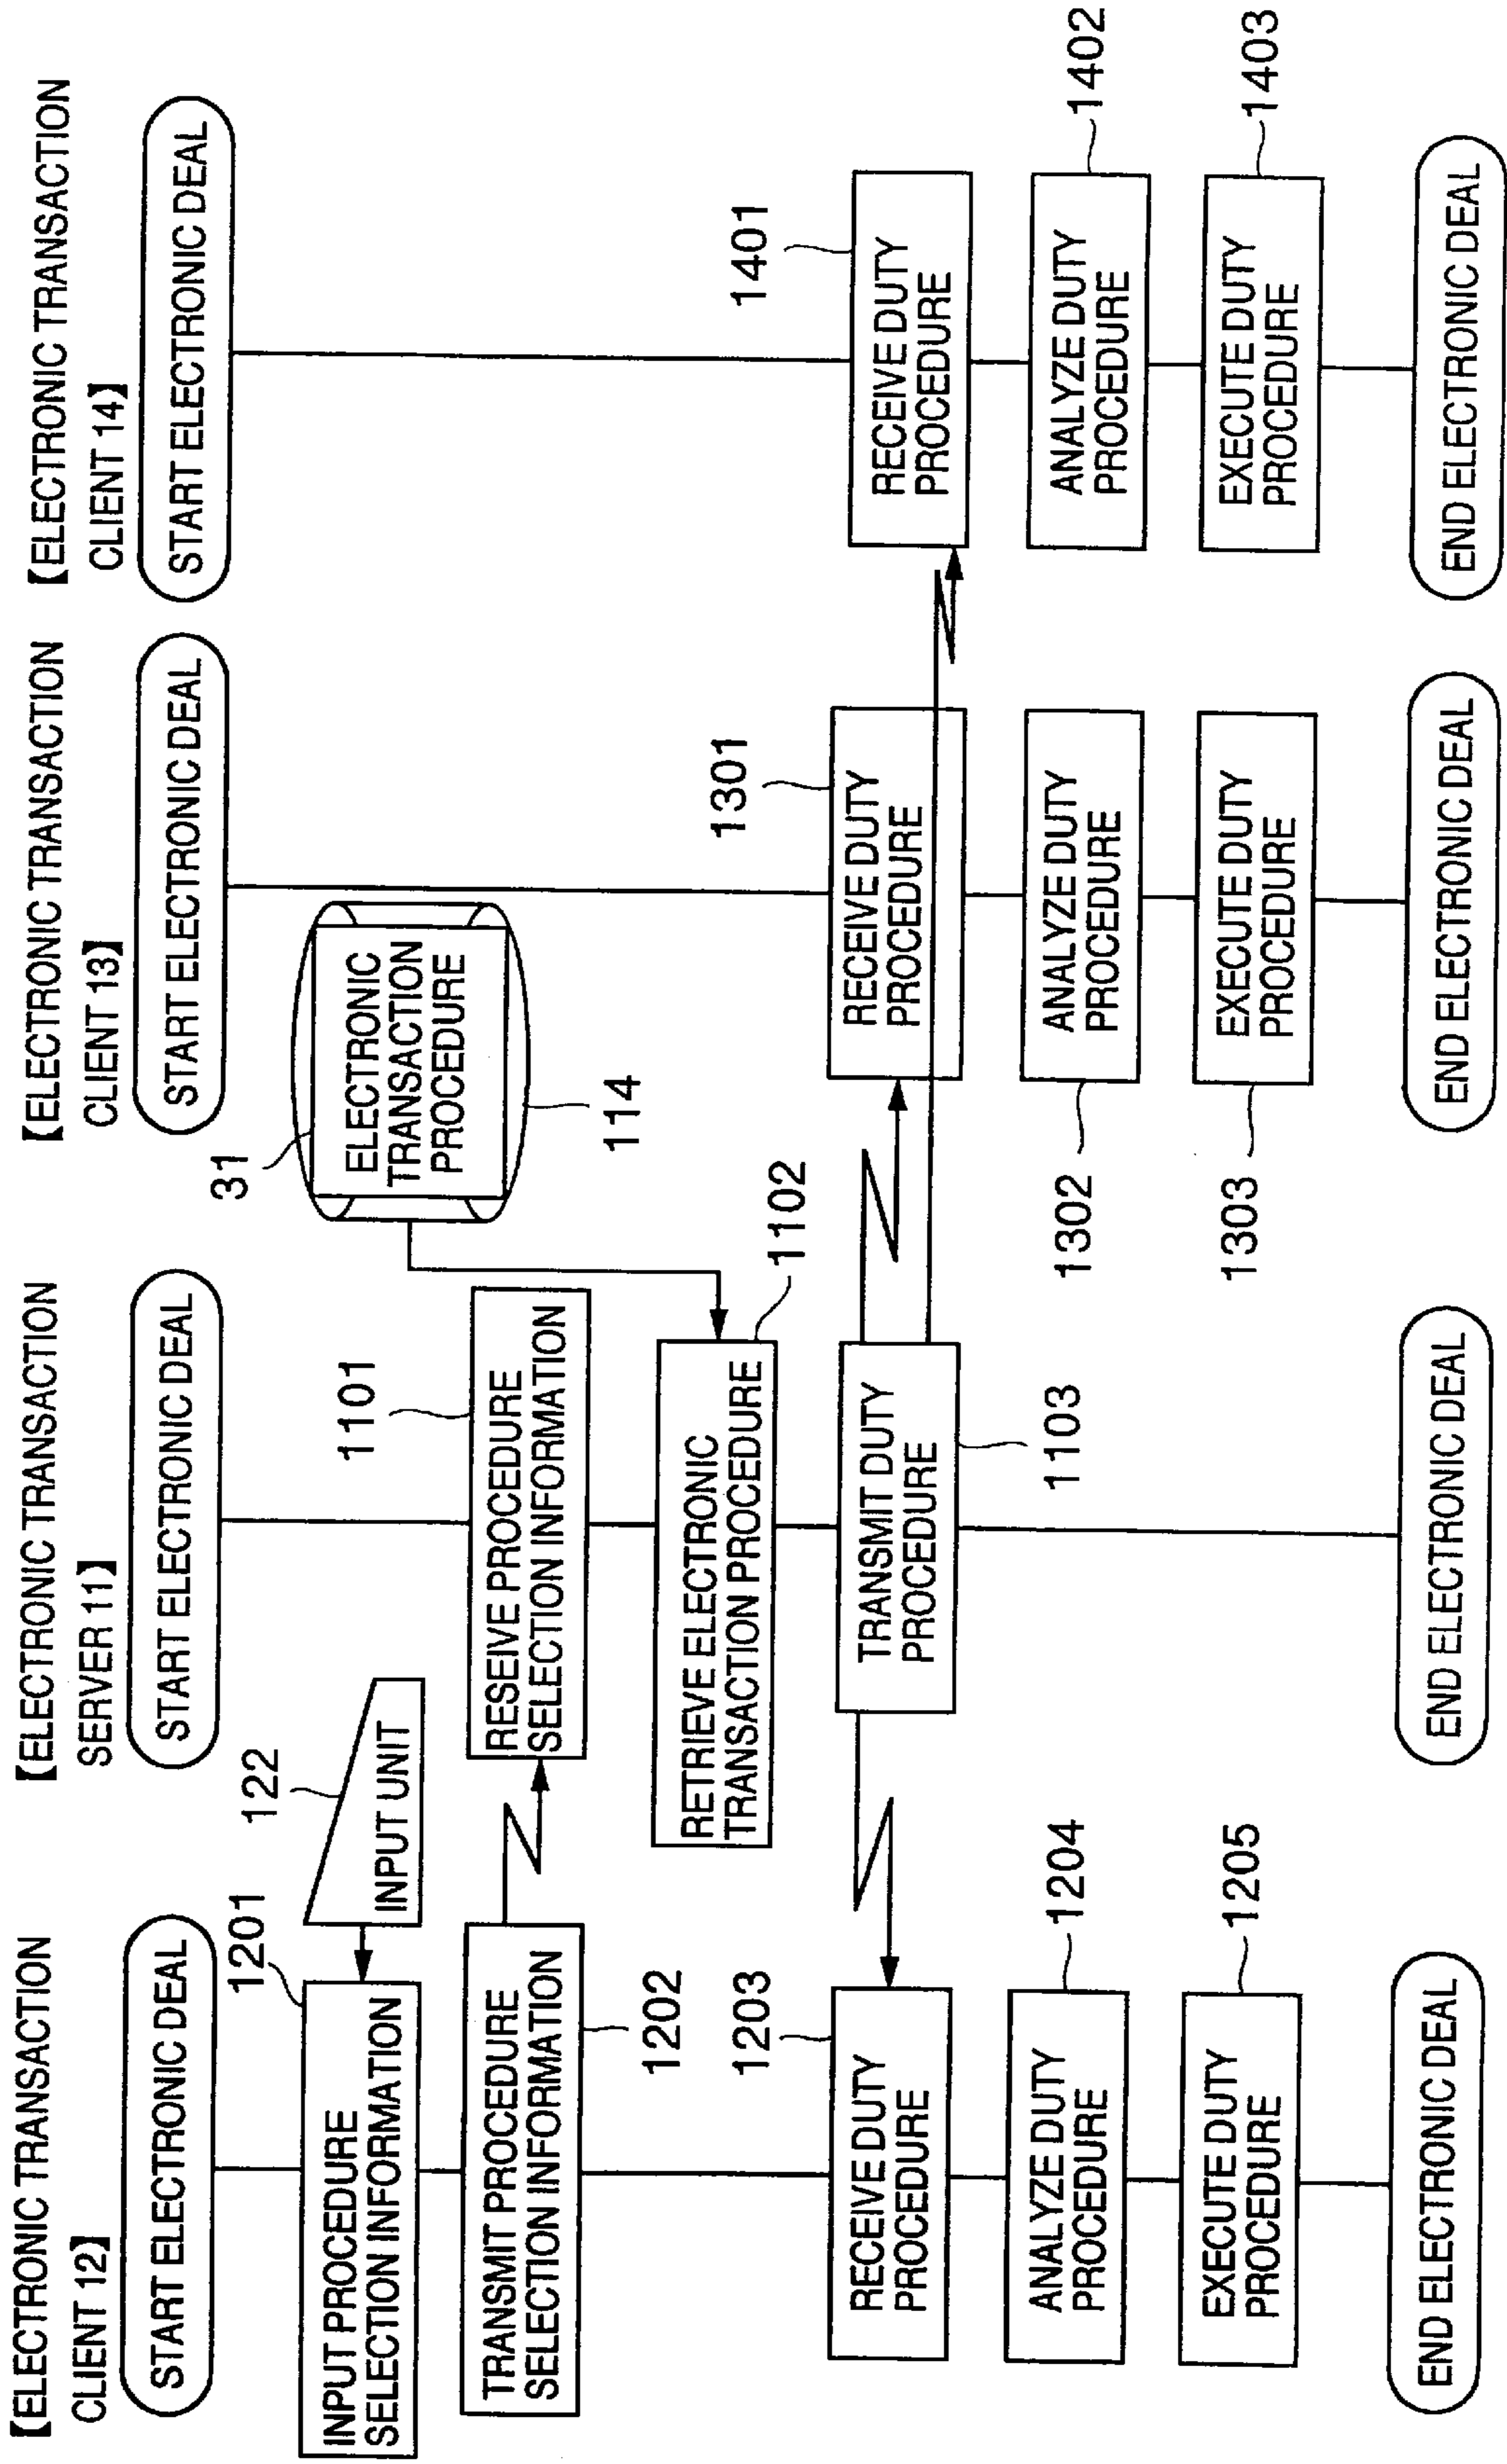 【ELECTRONIC TRANSACTION
CLIENT 12】
START ELECTRONIC DEAL
1201
INPUT PROCEDURE
SELECTION INFORMATION
122
INPUT UNIT
TRANSMIT PROCEDURE
SELECTION INFORMATION
1202
1203
RECEIVE DUTY
PROCEDURE
ANALYZE DUTY
PROCEDURE
1204
EXECUTE DUTY
PROCEDURE
1205
END ELECTRONIC DEAL
【ELECTRONIC TRANSACTION
SERVER 11】
START ELECTRONIC DEAL
1101
RESEIVE PROCEDURE
SELECTION INFORMATION
31
ELECTRONIC
TRANSACTION
PROCEDURE
114
1102
RETRIEVE ELECTRONIC
TRANSACTION PROCEDURE
TRANSMIT DUTY
PROCEDURE
1103
END ELECTRONIC DEAL
【ELECTRONIC TRANSACTION
CLIENT 13】
START ELECTRONIC DEAL
1301
RECEIVE DUTY
PROCEDURE
ANALYZE DUTY
PROCEDURE
1302
EXECUTE DUTY
PROCEDURE
1303
END ELECTRONIC DEAL
【ELECTRONIC TRANSACTION
CLIENT 14】
START ELECTRONIC DEAL
1401
RECEIVE DUTY
PROCEDURE
ANALYZE DUTY
PROCEDURE
1402
EXECUTE DUTY
PROCEDURE
1403
END ELECTRONIC DEAL